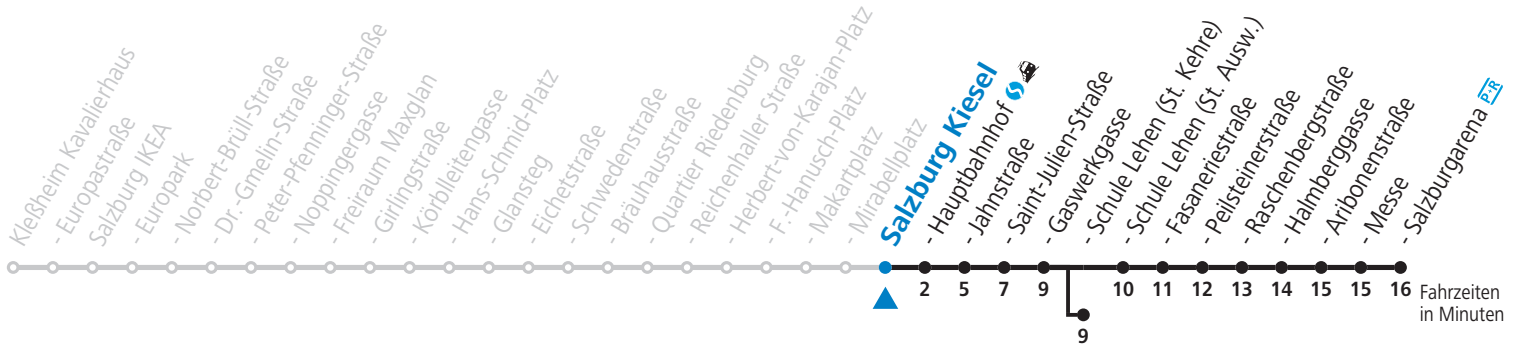 Kleßheim Kavalierhaus
- Europastraße
Salzburg IKEA
- Europark
- Norbert-Brüll-Straße
- Dr.-Gmelin-Straße
- Peter-Pfenninger-Straße
- Noppingergasse
- Freiraum Maxglan
- Girlingstraße
- Körblleitengasse
- Hans-Schmid-Platz
- Glansteg
- Eichetstraße
- Schwedenstraße
- Bräuhausstraße
- Quartier Riedenburg
- Reichenhaller Straße
- Herbert-von-Karajan-Platz
- F.-Hanusch-Platz
- Makartplatz
- Mirabellplatz
Salzburg Kiesel
- Hauptbahnhof
- Jahnstraße
- Saint-Julien-Straße
- Gaswerkgasse
- Schule Lehen (St. Kehre)
- Schule Lehen (St. Ausw.)
- Fasaneriestraße
- Peilsteinerstraße
- Raschenbergstraße
- Halmberggasse
- Aribonenstraße
- Messe
- Salzburgarena P+R
2 5 7 9 10 11 12 13 14 15 15 16 Fahrzeiten
in Minuten
9